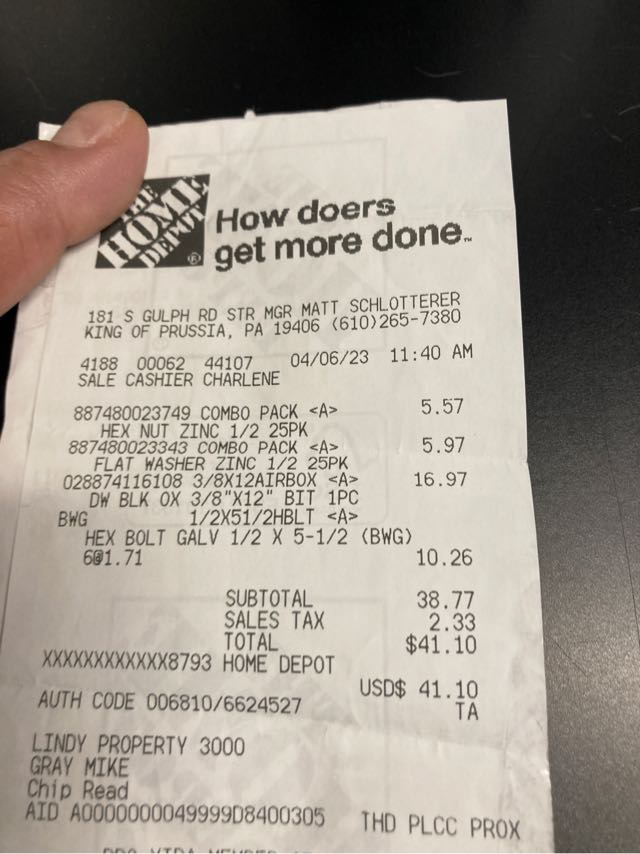 THE
HOME
DEPOT
®
How doers
get more done.™
181 S GULPH RD STR MGR MATT SCHLOTTERER
KING OF PRUSSIA, PA 19406 (610)265-7380
4188 00062 44107 04/06/23 11:40 AM
SALE CASHIER CHARLENE
887480023749 COMBO PACK <A> 5.57
HEX NUT ZINC 1/2 25PK
887480023343 COMBO PACK <A> 5.97
FLAT WASHER ZINC 1/2 25PK
028874116108 3/8X12AIRBOX <A> 16.97
DW BLK OX 3/8"X12" BIT 1PC
BWG 1/2X51/2HBLT <A>
HEX BOLT GALV 1/2 X 5-1/2 (BWG)
6@1.71 10.26
SUBTOTAL 38.77
SALES TAX 2.33
TOTAL $41.10
XXXXXXXXXXXX8793 HOME DEPOT
USD$ 41.10
AUTH CODE 006810/6624527 TA
LINDY PROPERTY 3000
GRAY MIKE
Chip Read
AID A0000000049999D8400305 THD PLCC PROX